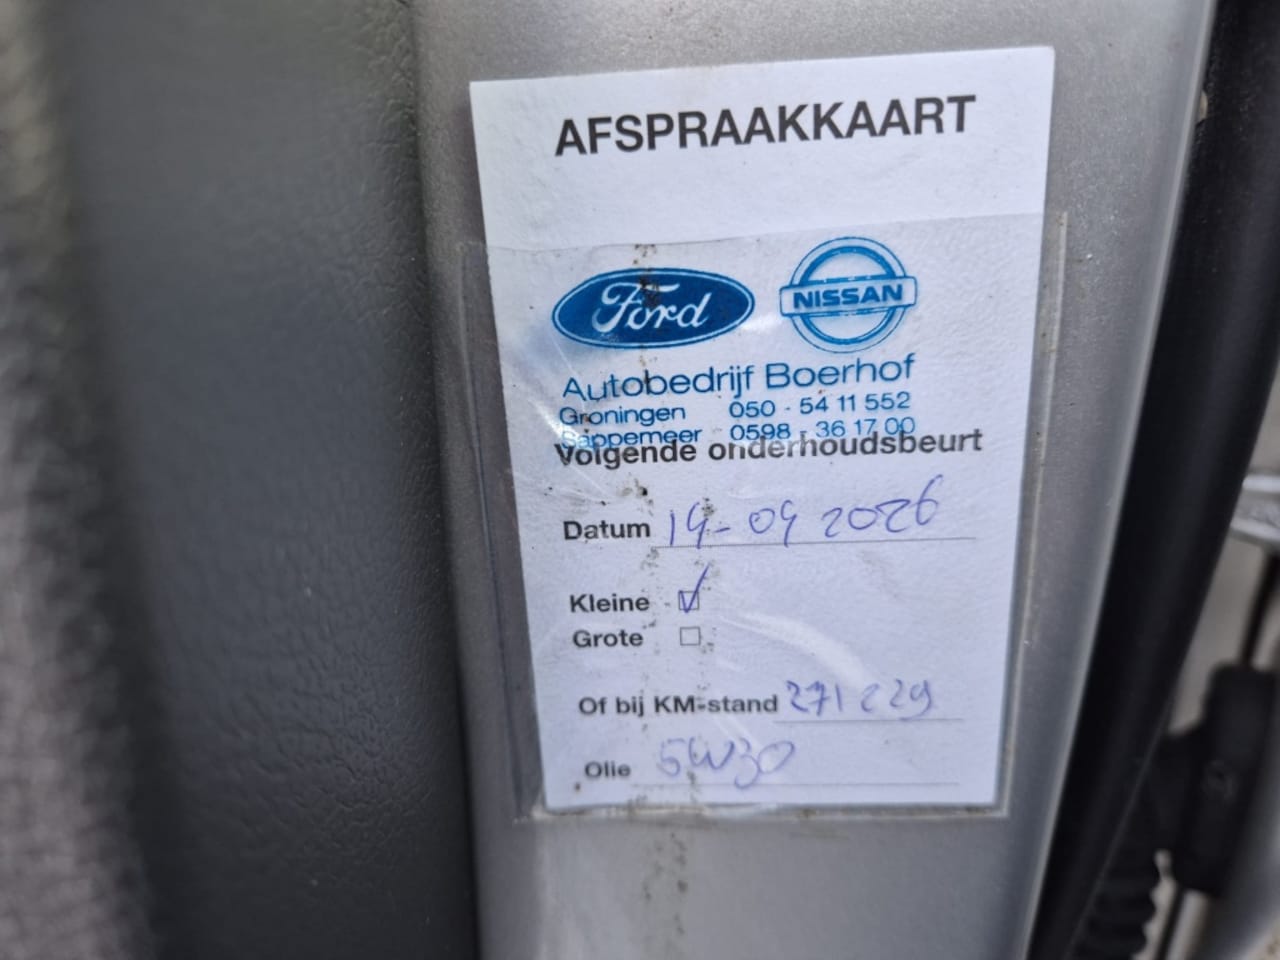 AFSPRAAKKAART
Ford NISSAN
Autobedrijf Boerhof
Groningen 050 - 54 11 552
Sappemeer 0598 - 36 17 00
Volgende onderhoudsbeurt
Datum 19-09 2026
Kleine
Grote
Of bij KM-stand 271229
Olie 5W30